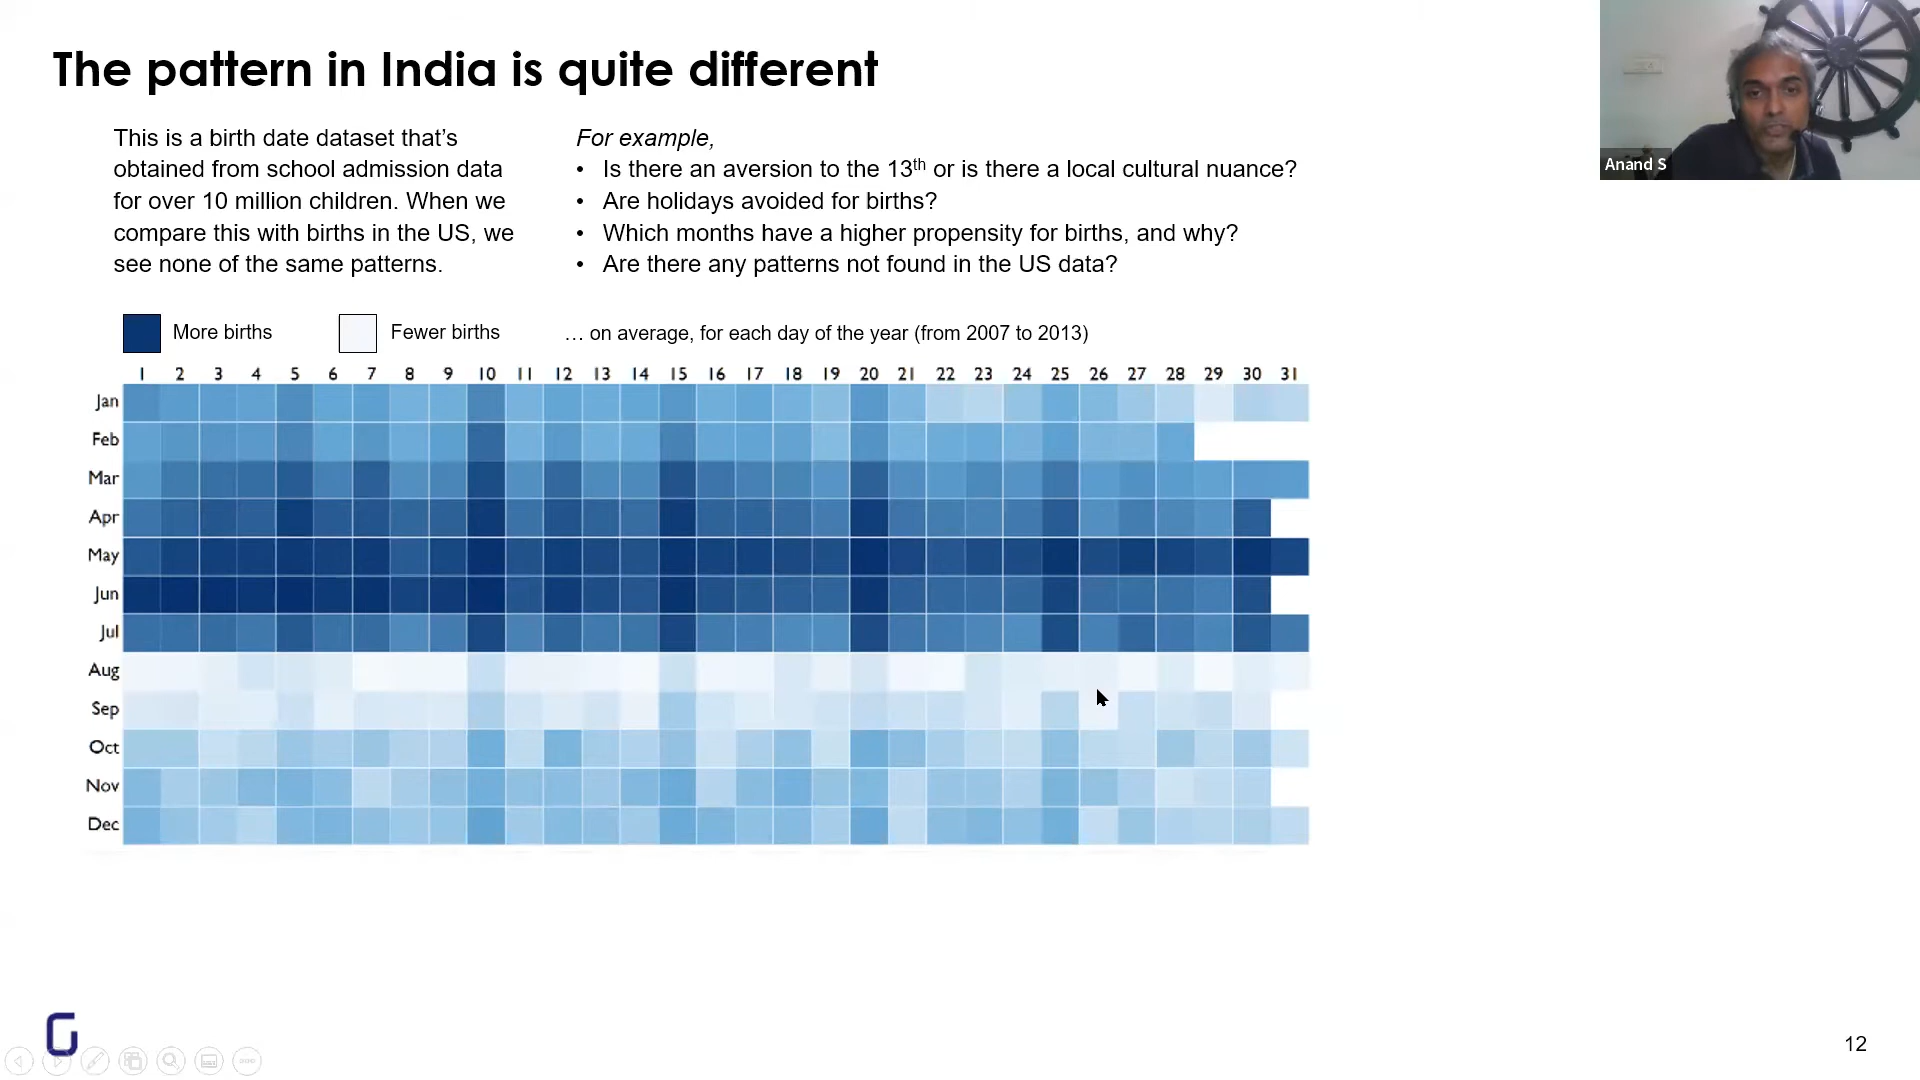 The pattern in India is quite different
Anand S
This is a birth date dataset that’s
obtained from school admission data
for over 10 million children. When we
compare this with births in the US, we
see none of the same patterns.
For example,
• Is there an aversion to the 13th or is there a local cultural nuance?
• Are holidays avoided for births?
• Which months have a higher propensity for births, and why?
• Are there any patterns not found in the US data?
More births Fewer births … on average, for each day of the year (from 2007 to 2013)
1 2 3 4 5 6 7 8 9 10 11 12 13 14 15 16 17 18 19 20 21 22 23 24 25 26 27 28 29 30 31
Jan
Feb
Mar
Apr
May
Jun
Jul
Aug
Sep
Oct
Nov
Dec
12